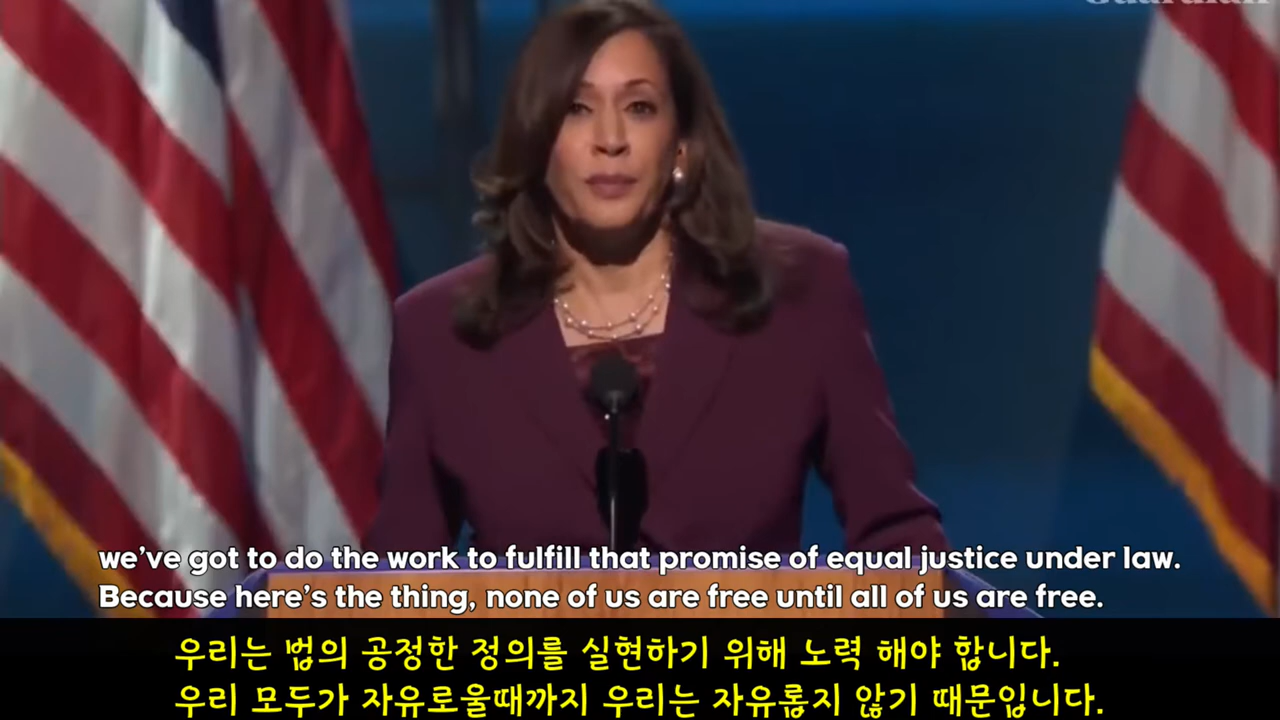 we've got to do the work to fulfill that promise of equal justice under law.
Because here's the thing, none of us are free until all of us are free.
우리는 법의 공정한 정의를 실현하기 위해 노력 해야 합니다.
우리 모두가 자유로울때까지 우리는 자유롭지 않기 때문입니다.